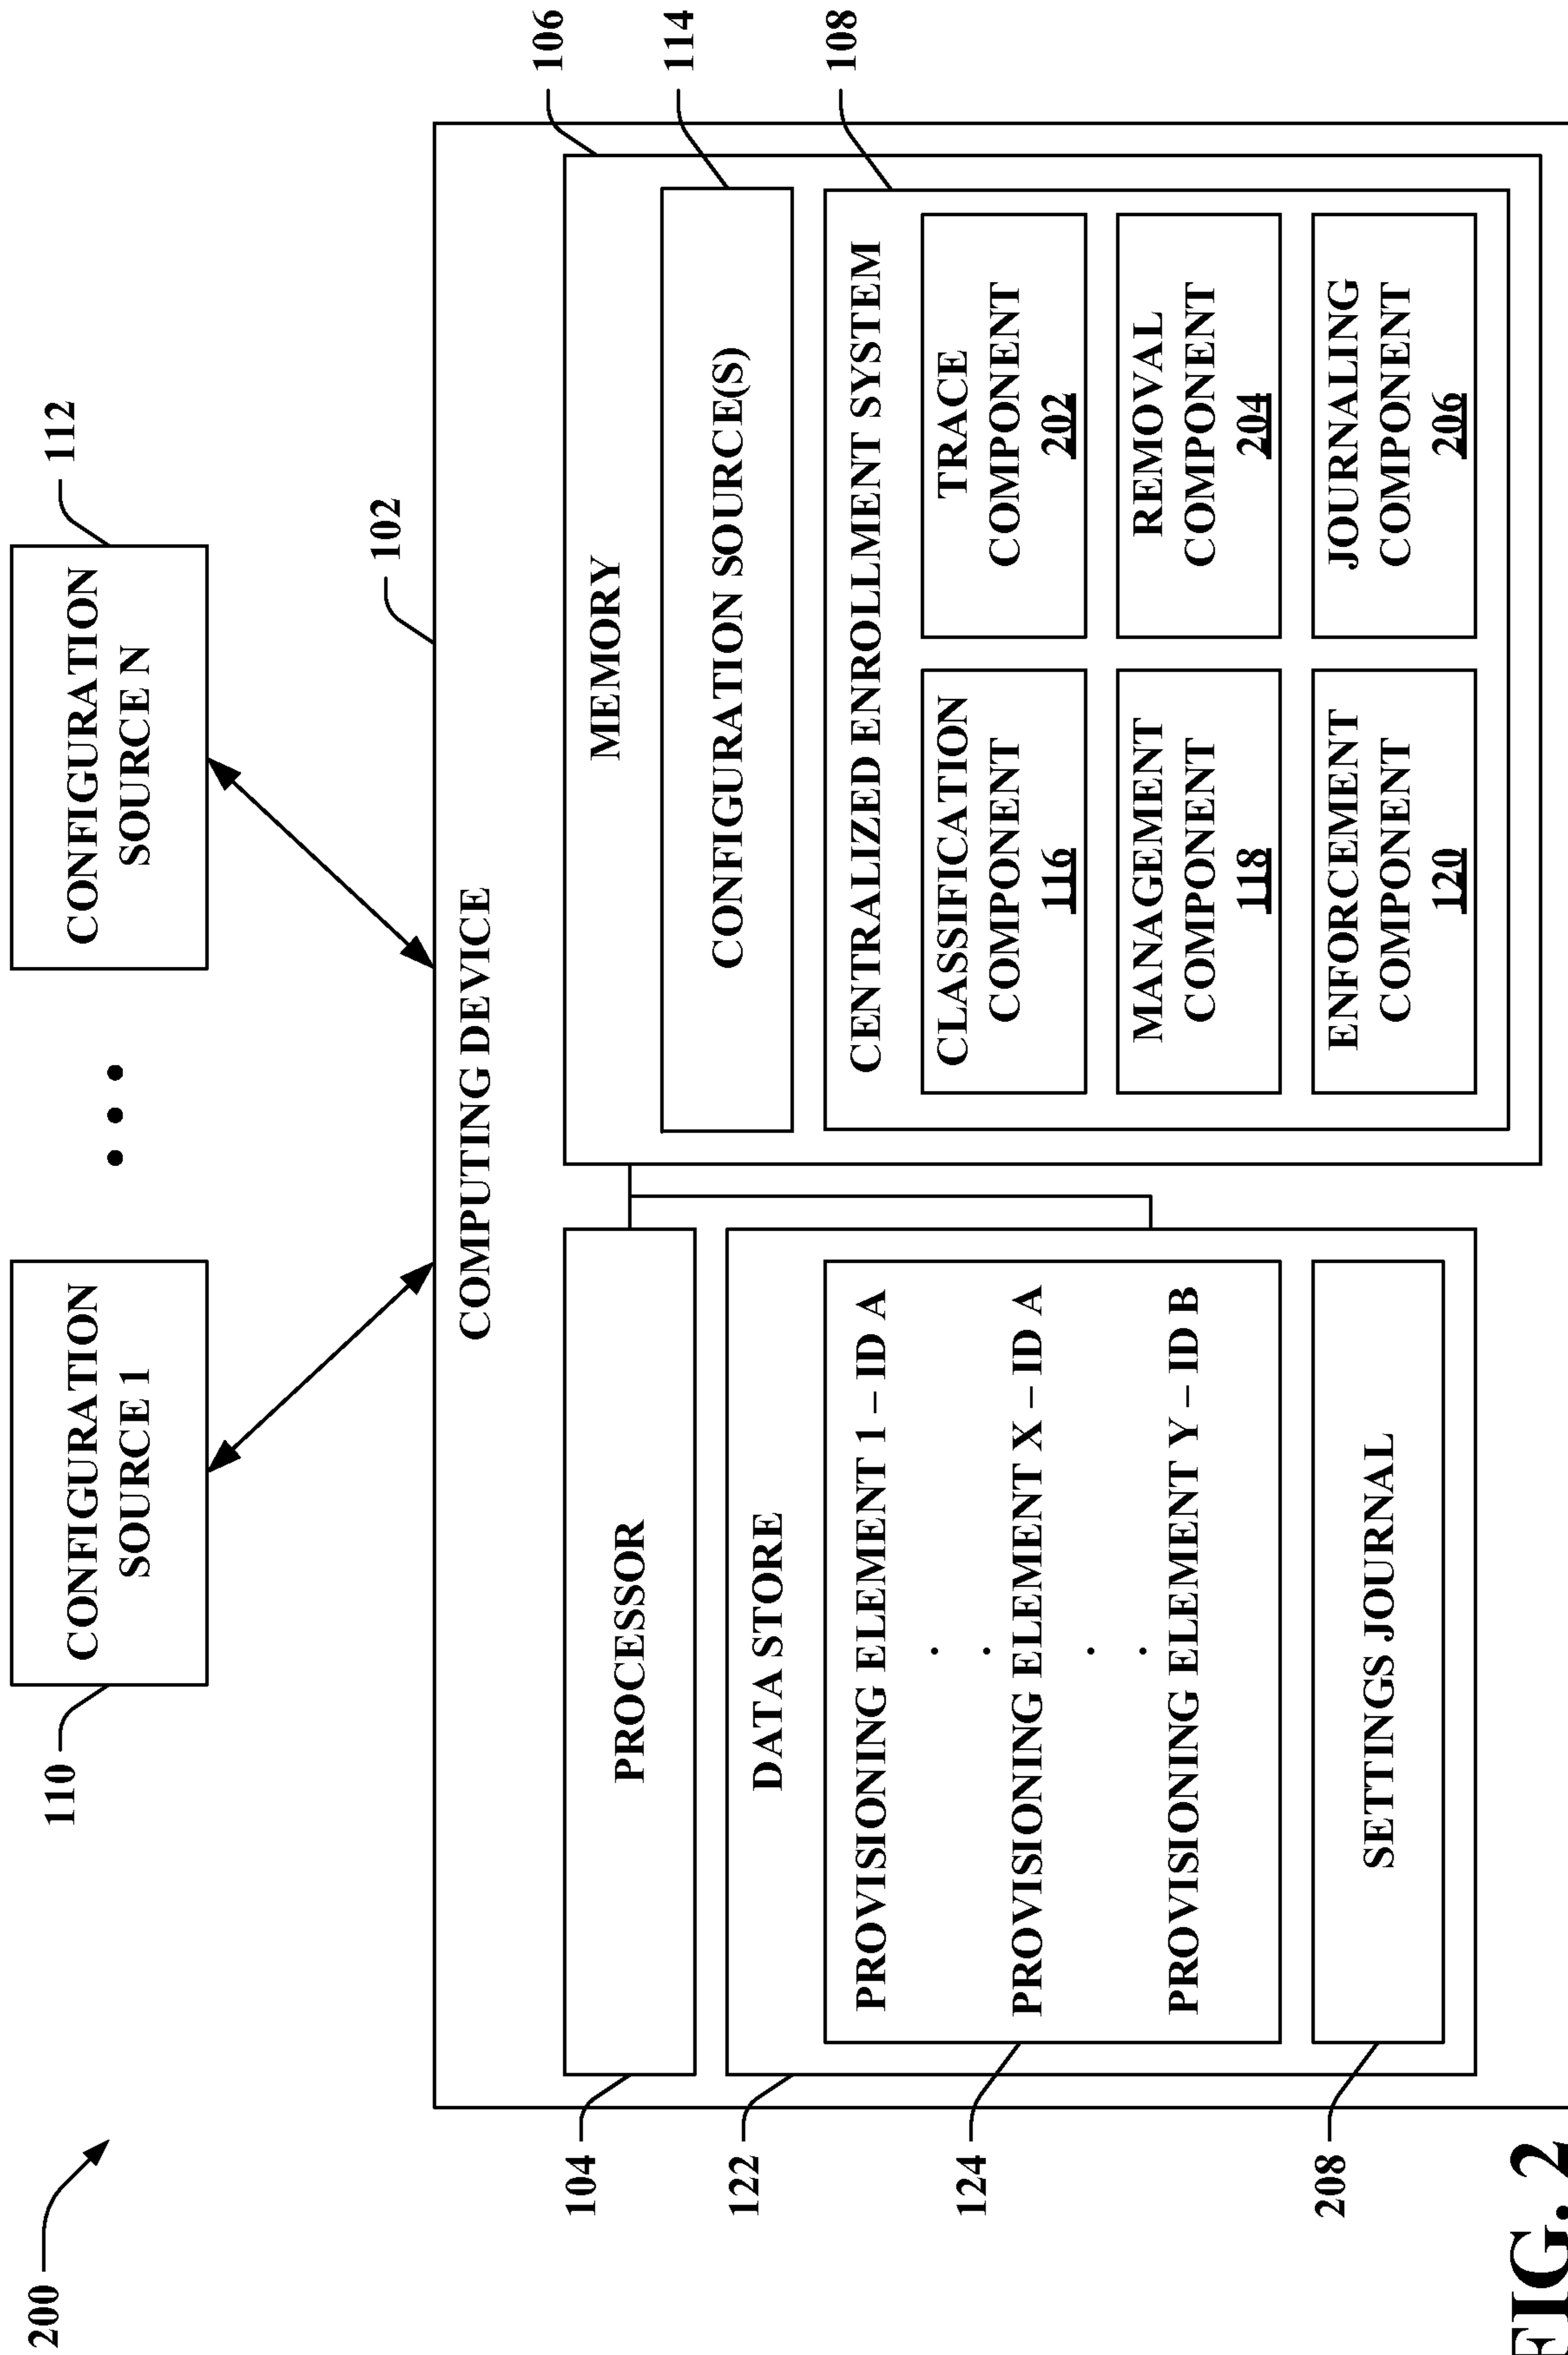 200
110
CONFIGURATION
SOURCE 1
• • •
CONFIGURATION
SOURCE N
112
102
COMPUTING DEVICE
104
PROCESSOR
122
DATA STORE
124
PROVISIONING ELEMENT 1 – ID A
PROVISIONING ELEMENT X – ID A
PROVISIONING ELEMENT Y – ID B
208
SETTINGS JOURNAL
106
MEMORY
114
CONFIGURATION SOURCE(S)
108
CENTRALIZED ENROLLMENT SYSTEM
CLASSIFICATION
COMPONENT
116
TRACE
COMPONENT
202
MANAGEMENT
COMPONENT
118
REMOVAL
COMPONENT
204
ENFORCEMENT
COMPONENT
120
JOURNALING
COMPONENT
206
FIG. 2